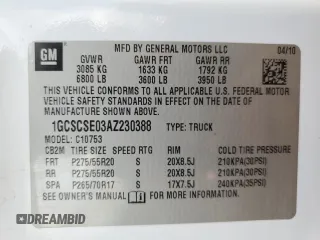 GM
MFD BY GENERAL MOTORS LLC
04/10
GVWR GAWR FRT GAWR RR
3085 KG 1633 KG 1792 KG
6800 LB 3600 LB 3950 LB
THIS VEHICLE CONFORMS TO ALL APPLICABLE U.S. FEDERAL MOTOR VEHICLE SAFETY AND THEFT PREVENTION STANDARDS IN EFFECT ON THE DATE OF MANUFACTURE SHOWN ABOVE.
1GCSCSE03AZ230388 TYPE: TRUCK
MODEL: C10753
CB2M TIRE SIZE SPEED RTG RIM COLD TIRE PRESSURE
FRT P275/55R20 S 20X8.5J 210KPA(30PSI)
RR P275/55R20 S 20X8.5J 210KPA(30PSI)
SPA P265/70R17 S 17X7.5J 240KPA(35PSI)
SEE OWNER'S MANUAL FOR ADDITIONAL INFORMATION.
DREAMBID